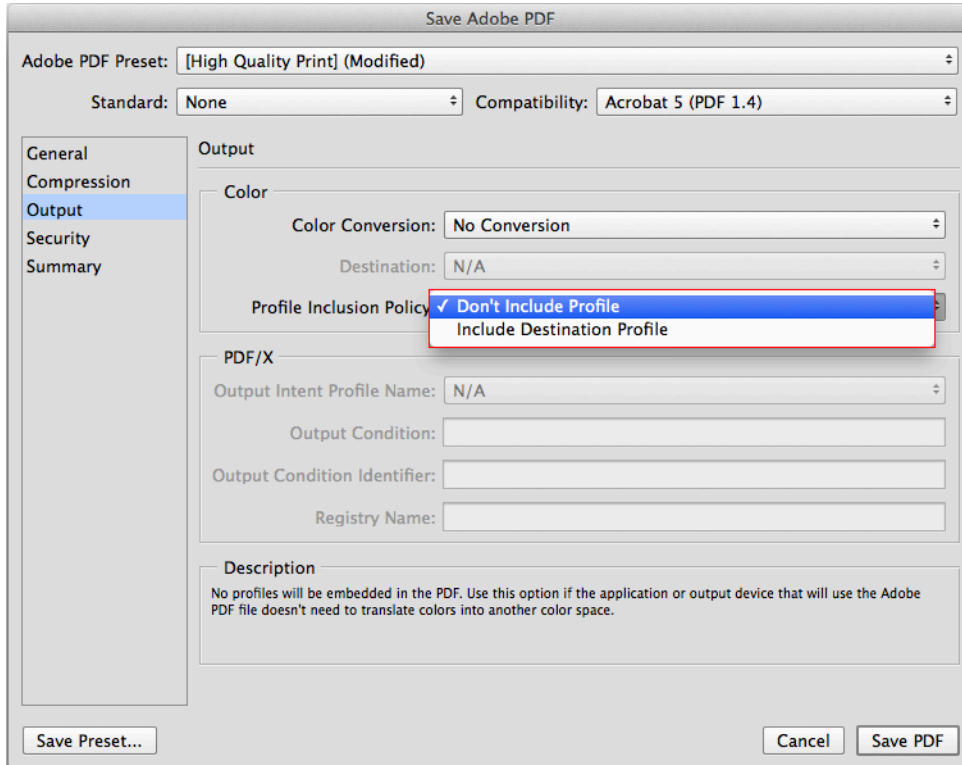 Save Adobe PDF
Adobe PDF Preset: [High Quality Print] (Modified)
Standard: None Compatibility: Acrobat 5 (PDF 1.4)
General
Compression
Output
Security
Summary
Output
Color
Color Conversion: No Conversion
Destination: N/A
Profile Inclusion Policy
✓ Don't Include Profile
Include Destination Profile
PDF/X
Output Intent Profile Name: N/A
Output Condition:
Output Condition Identifier:
Registry Name:
Description
No profiles will be embedded in the PDF. Use this option if the application or output device that will use the Adobe
PDF file doesn't need to translate colors into another color space.
Save Preset... Cancel Save PDF